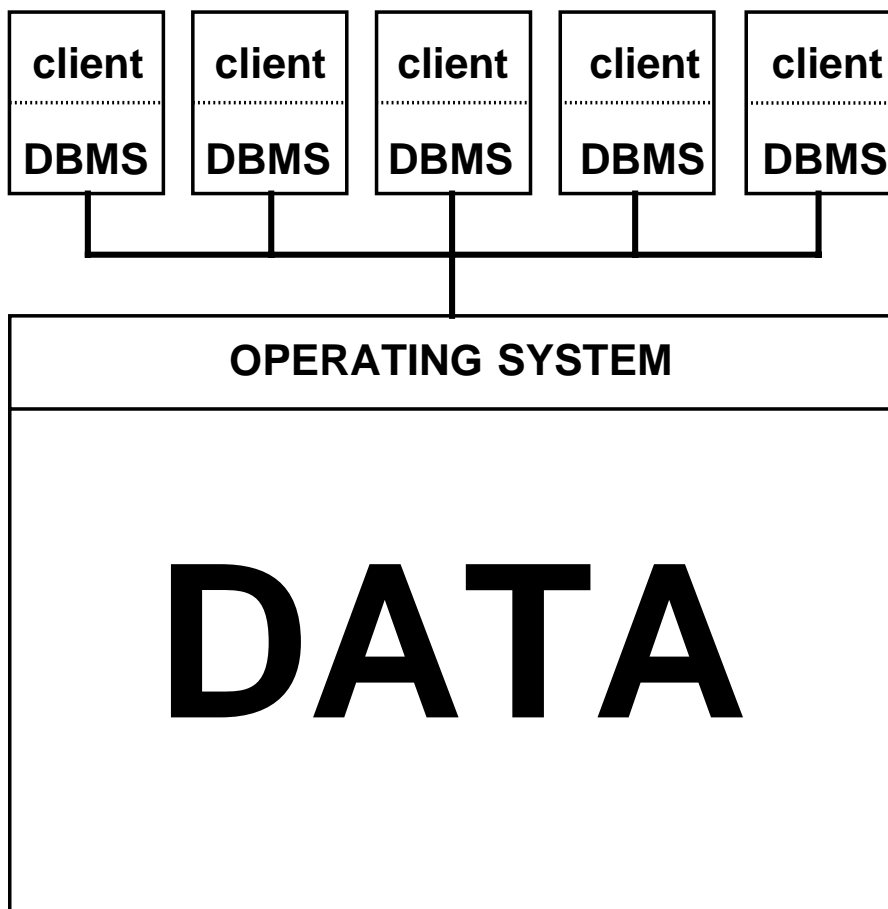 client client client client client
DBMS DBMS DBMS DBMS DBMS
OPERATING SYSTEM
DATA